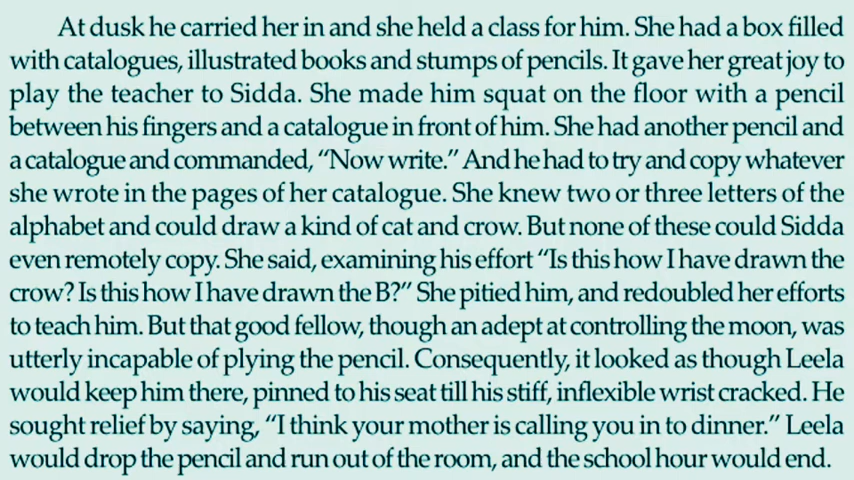 At dusk he carried her in and she held a class for him. She had a box filled
with catalogues, illustrated books and stumps of pencils. It gave her great joy to
play the teacher to Sidda. She made him squat on the floor with a pencil
between his fingers and a catalogue in front of him. She had another pencil and
a catalogue and commanded, “Now write.” And he had to try and copy whatever
she wrote in the pages of her catalogue. She knew two or three letters of the
alphabet and could draw a kind of cat and crow. But none of these could Sidda
even remotely copy. She said, examining his effort “Is this how I have drawn the
crow? Is this how I have drawn the B?” She pitied him, and redoubled her efforts
to teach him. But that good fellow, though an adept at controlling the moon, was
utterly incapable of plying the pencil. Consequently, it looked as though Leela
would keep him there, pinned to his seat till his stiff, inflexible wrist cracked. He
sought relief by saying, “I think your mother is calling you in to dinner.” Leela
would drop the pencil and run out of the room, and the school hour would end.